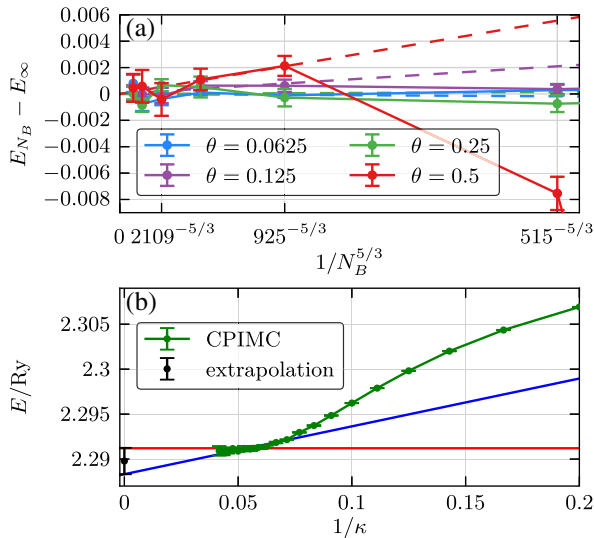 (a)
0.006
0.004
0.002
0
−0.002
−0.004
−0.006
−0.008
E_{N_B} − E_∞
θ = 0.0625
θ = 0.25
θ = 0.125
θ = 0.5
0 2109^{−5/3} 925^{−5/3} 515^{−5/3}
1/N_B^{5/3}
(b)
2.305
2.3
2.295
2.29
E/Ry
CPIMC
extrapolation
0 0.05 0.1 0.15 0.2
1/κ